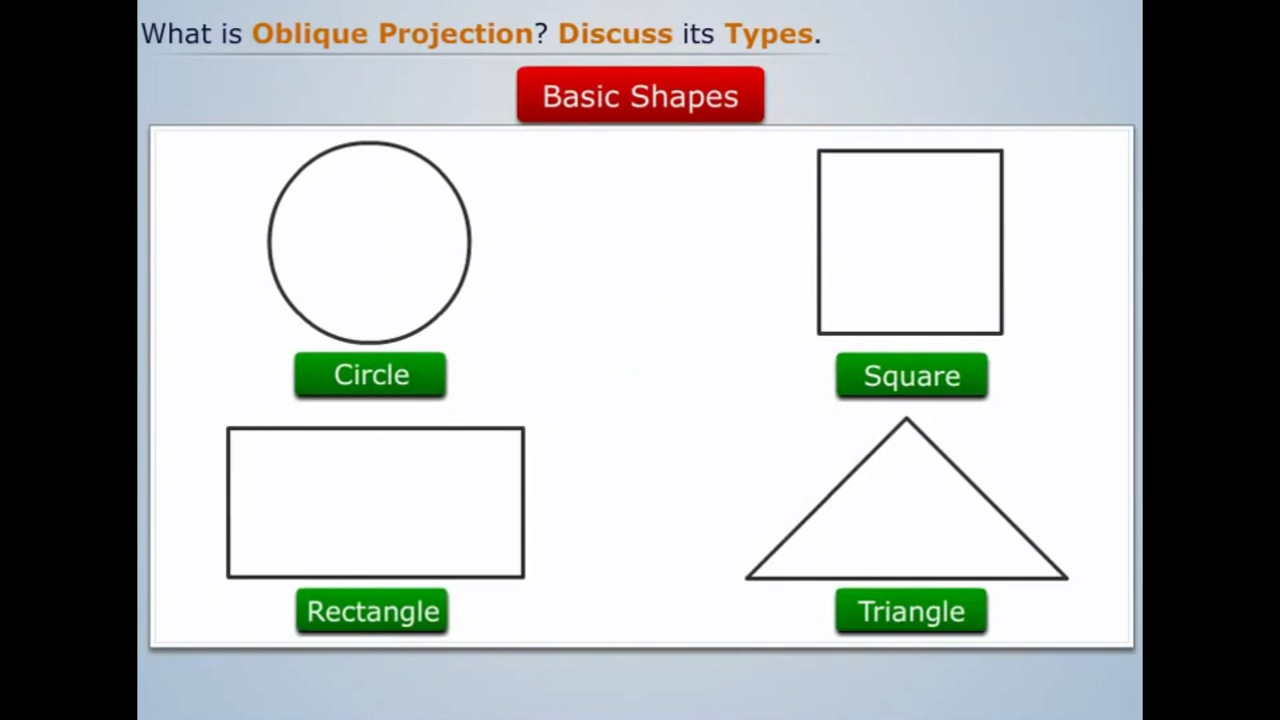 What is Oblique Projection? Discuss its Types.
Basic Shapes
Circle
Square
Rectangle
Triangle